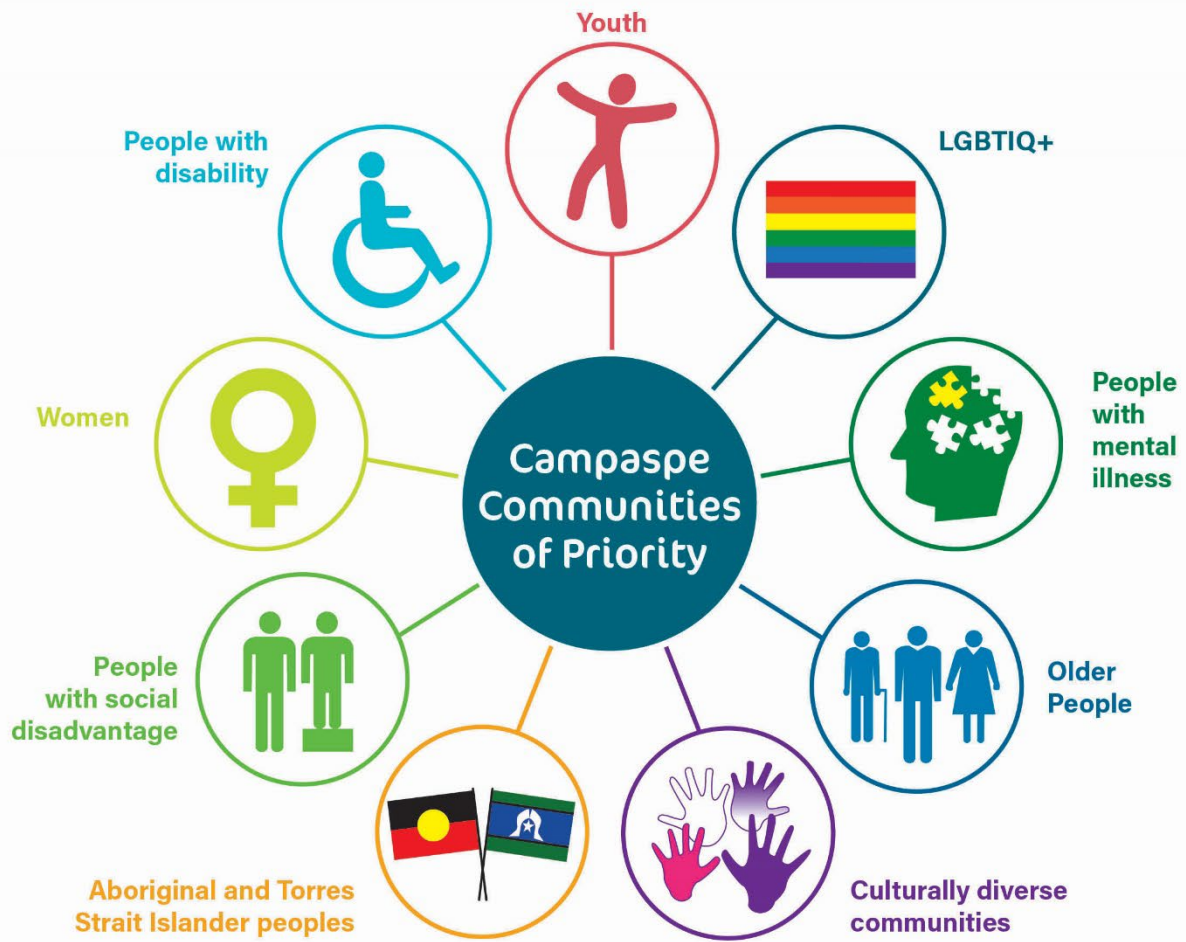 Youth
LGBTIQ+
People
with
mental
illness
Older
People
Culturally diverse
communities
Aboriginal and Torres
Strait Islander peoples
People
with social
disadvantage
Women
People with
disability
Campaspe
Communities
of Priority